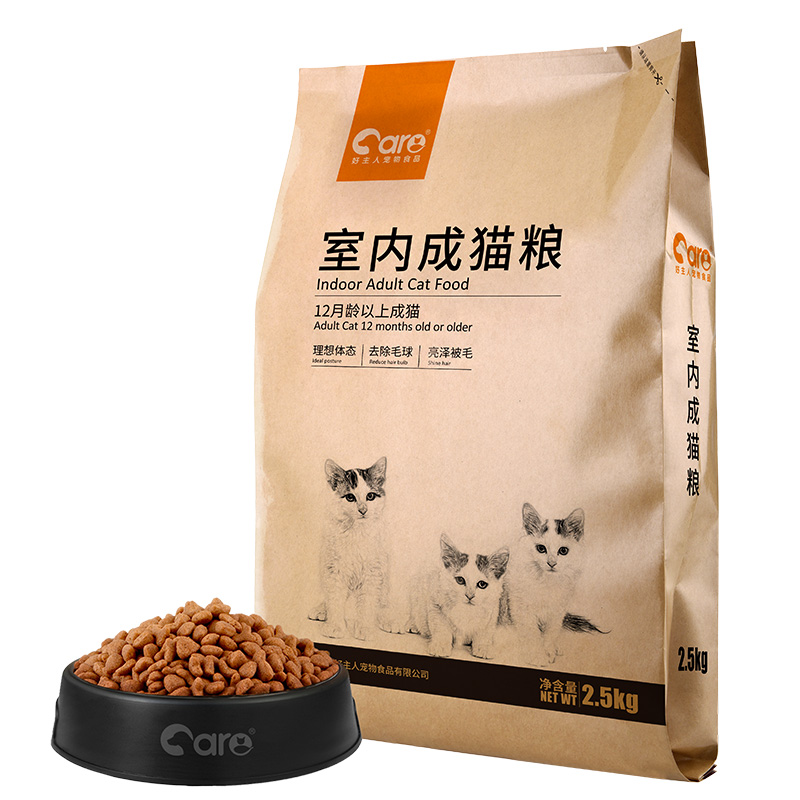 Care®
好主人宠物食品
室内成猫粮
Indoor Adult Cat Food
12月龄以上成猫
Adult Cat 12 months old or older
理想体态 去除毛球 亮泽被毛
Ideal posture Reduce hair bulb Shine hair
好主人宠物食品有限公司
净含量
NET WT 2.5kg
Care
好主人宠物食品
室内成猫粮
2.5kg
Care